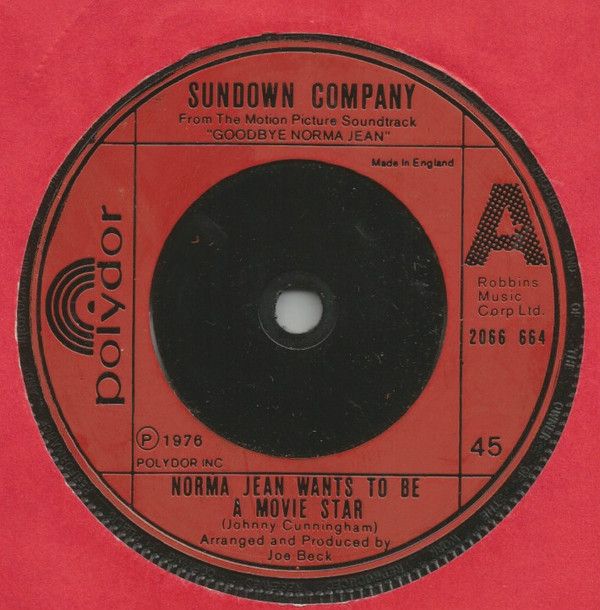 SUNDOWN COMPANY
From The Motion Picture Soundtrack
"GOODBYE NORMA JEAN"
Made In England
A
Robbins
Music
Corp Ltd.
2066 664
polydor
Ⓟ 1976
POLYDOR INC
45
NORMA JEAN WANTS TO BE
A MOVIE STAR
(Johnny Cunningham)
Arranged and Produced by
Joe Beck